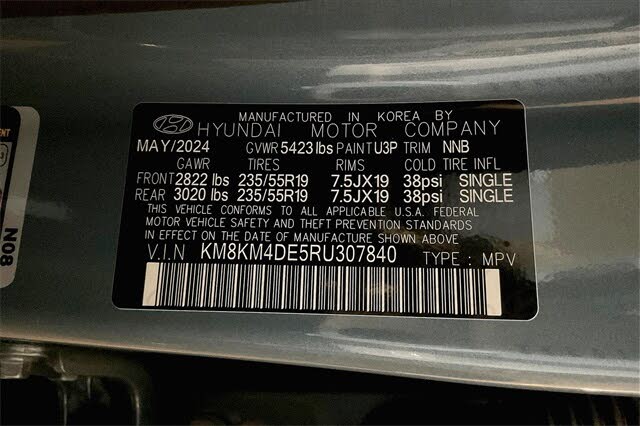 MANUFACTURED IN KOREA BY
HYUNDAI MOTOR COMPANY
MAY/2024 GVWR 5423 lbs PAINT U3P TRIM NNB
GAWR TIRES RIMS COLD TIRE INFL
FRONT 2822 lbs 235/55R19 7.5JX19 38psi SINGLE
REAR 3020 lbs 235/55R19 7.5JX19 38psi SINGLE
THIS VEHICLE CONFORMS TO ALL APPLICABLE U.S.A. FEDERAL
MOTOR VEHICLE SAFETY AND THEFT PREVENTION STANDARDS
IN EFFECT ON THE DATE OF MANUFACTURE SHOWN ABOVE
V.I.N KM8KM4DE5RU307840 TYPE : MPV
N08